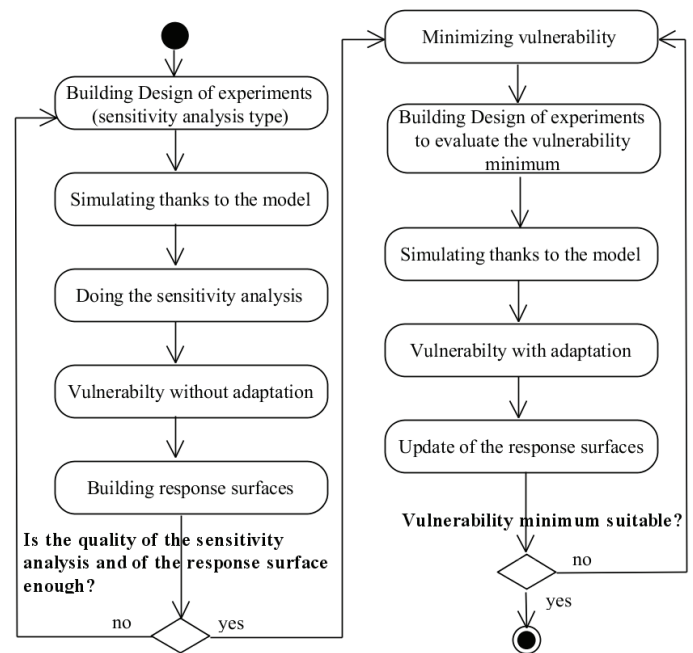 Building Design of experiments
(sensitivity analysis type)
Simulating thanks to the model
Doing the sensitivity analysis
Vulnerabilty without adaptation
Building response surfaces
Is the quality of the sensitivity
analysis and of the response surface
enough?
no
yes
Minimizing vulnerability
Building Design of experiments
to evaluate the vulnerability
minimum
Simulating thanks to the model
Vulnerabilty with adaptation
Update of the response surfaces
Vulnerability minimum suitable?
no
yes